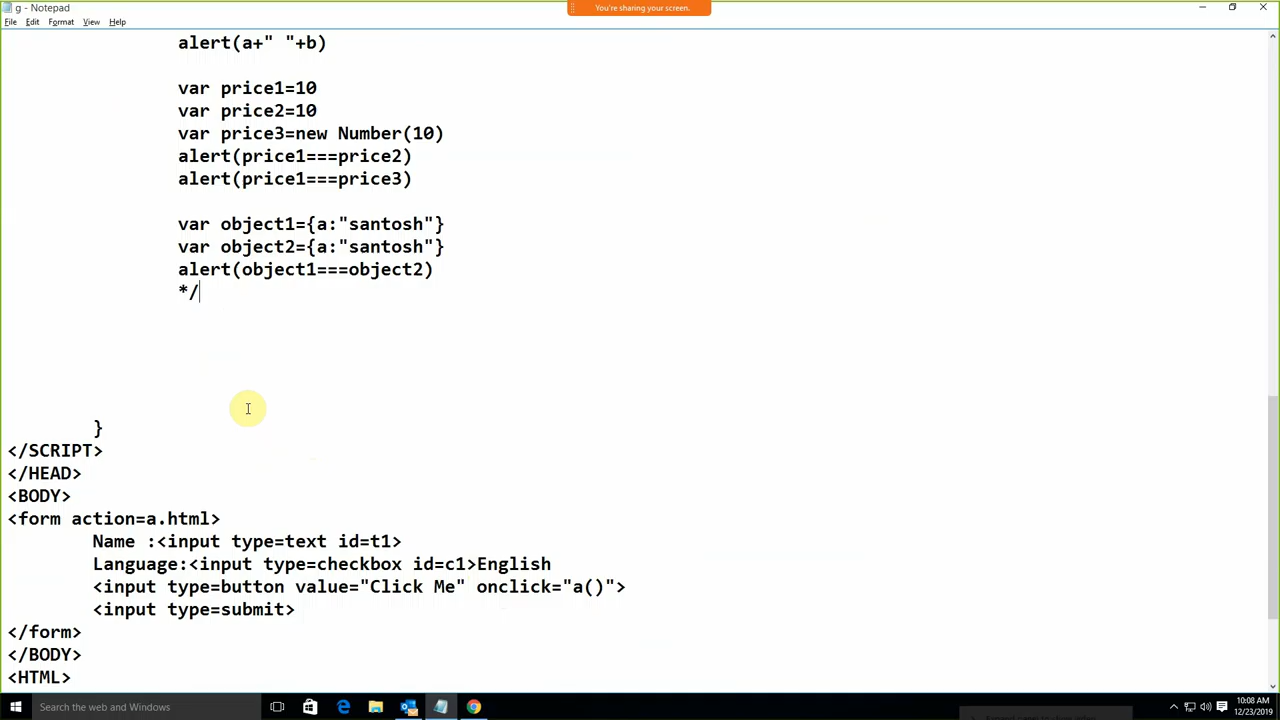 You're sharing your screen.
g - Notepad
File Edit Format View Help
alert(a+" "+b)
var price1=10
var price2=10
var price3=new Number(10)
alert(price1===price2)
alert(price1===price3)
var object1={a:"santosh"}
var object2={a:"santosh"}
alert(object1===object2)
*/
}
</SCRIPT>
</HEAD>
<BODY>
<form action=a.html>
Name :<input type=text id=t1>
Language:<input type=checkbox id=c1>English
<input type=button value="Click Me" onclick="a()">
<input type=submit>
</form>
</BODY>
<HTML>
Search the web and Windows
10:08 AM
12/23/2019